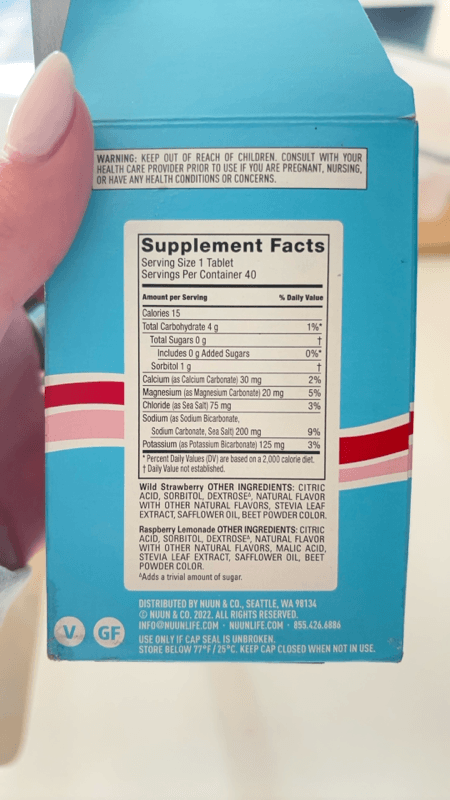 WARNING: KEEP OUT OF REACH OF CHILDREN. CONSULT WITH YOUR
HEALTH CARE PROVIDER PRIOR TO USE IF YOU ARE PREGNANT, NURSING,
OR HAVE ANY HEALTH CONDITIONS OR CONCERNS.
Supplement Facts
Serving Size 1 Tablet
Servings Per Container 40
Amount per Serving % Daily Value
Calories 15
Total Carbohydrate 4 g 1%*
Total Sugars 0 g †
Includes 0 g Added Sugars 0%*
Sorbitol 1 g †
Calcium (as Calcium Carbonate) 30 mg 2%
Magnesium (as Magnesium Carbonate) 20 mg 5%
Chloride (as Sea Salt) 75 mg 3%
Sodium (as Sodium Bicarbonate,
Sodium Carbonate, Sea Salt) 200 mg 9%
Potassium (as Potassium Bicarbonate) 125 mg 3%
* Percent Daily Values (DV) are based on a 2,000 calorie diet.
† Daily Value not established.
Wild Strawberry OTHER INGREDIENTS: CITRIC
ACID, SORBITOL, DEXTROSE^, NATURAL FLAVOR
WITH OTHER NATURAL FLAVORS, STEVIA LEAF
EXTRACT, SAFFLOWER OIL, BEET POWDER COLOR.
Raspberry Lemonade OTHER INGREDIENTS: CITRIC
ACID, SORBITOL, DEXTROSE^, NATURAL FLAVOR
WITH OTHER NATURAL FLAVORS, MALIC ACID,
STEVIA LEAF EXTRACT, SAFFLOWER OIL, BEET
POWDER COLOR.
^Adds a trivial amount of sugar.
DISTRIBUTED BY NUUN & CO., SEATTLE, WA 98134
© NUUN & CO. 2022. ALL RIGHTS RESERVED.
INFO@NUUNLIFE.COM · NUUNLIFE.COM · 855.426.6886
V GF
USE ONLY IF CAP SEAL IS UNBROKEN.
STORE BELOW 77°F / 25°C. KEEP CAP CLOSED WHEN NOT IN USE.